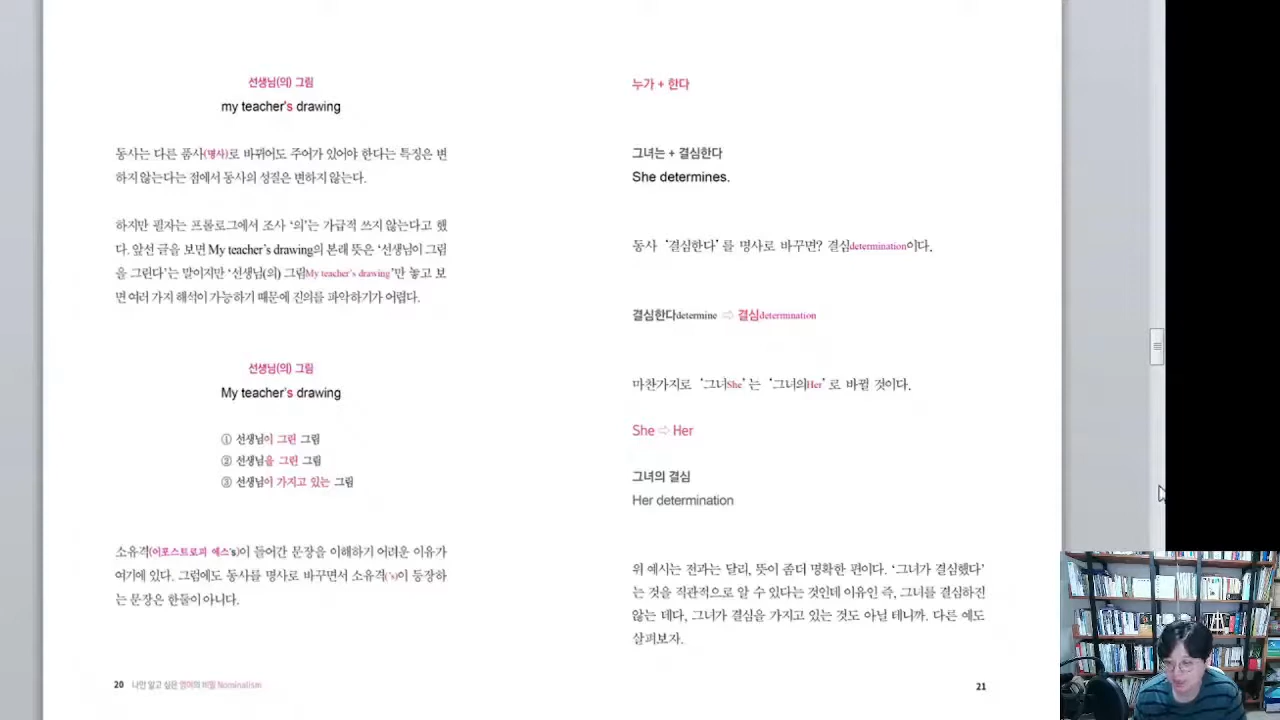 선생님(의) 그림
my teacher's drawing
동사는 다른 품사(명사)로 바뀌어도 주어가 있어야 한다는 특징은 변
하지 않는다는 점에서 동사의 성질은 변하지 않는다.
하지만 필자는 프롤로그에서 조사 '의'는 가급적 쓰지 않는다고 했
다. 앞선 글을 보면 My teacher's drawing의 본래 뜻은 '선생님이 그림
을 그린다'는 말이지만 '선생님(의) 그림My teacher's drawing'만 놓고 보
면 여러 가지 해석이 가능하기 때문에 진의를 파악하기가 어렵다.
선생님(의) 그림
My teacher's drawing
① 선생님이 그린 그림
② 선생님을 그린 그림
③ 선생님이 가지고 있는 그림
소유격(어포스트로피 에스's)이 들어간 문장을 이해하기 어려운 이유가
여기에 있다. 그럼에도 동사를 명사로 바꾸면서 소유격('s)이 등장하
는 문장은 한둘이 아니다.
20 나만 알고 싶은 영어의 비밀 Nominalism
누가 + 한다
그녀는 + 결심한다
She determines.
동사 '결심한다'를 명사로 바꾸면? 결심determination이다.
결심한다determine ⇨ 결심determination
마찬가지로 '그녀She'는 '그녀의Her'로 바뀔 것이다.
She ⇨ Her
그녀의 결심
Her determination
위 예시는 전과는 달리, 뜻이 좀더 명확한 편이다. '그녀가 결심했다'
는 것을 직관적으로 알 수 있다는 것인데 이유인 즉, 그녀를 결심하진
않는 데다, 그녀가 결심을 가지고 있는 것도 아닐 테니까. 다른 예도
살펴보자.
21